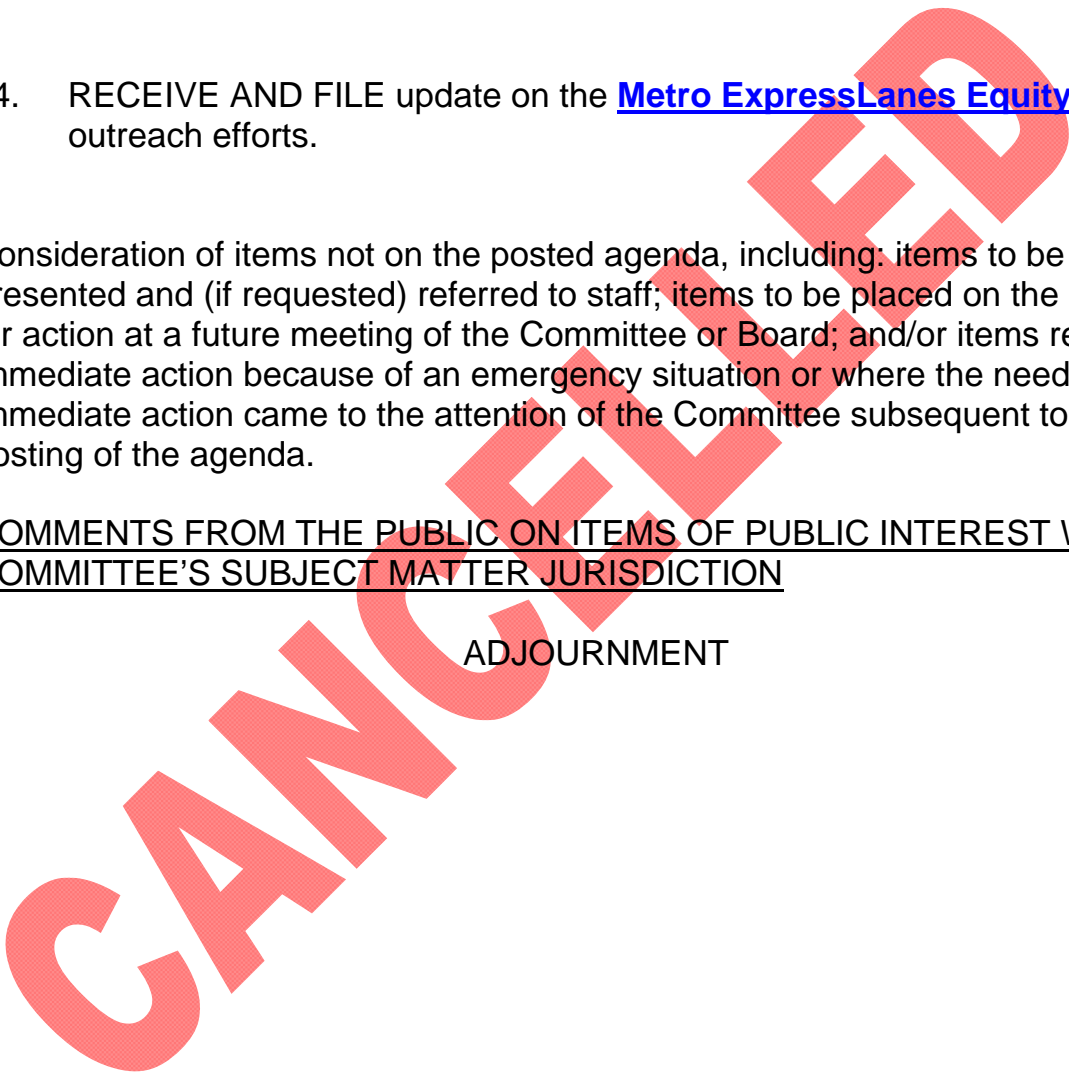 4. RECEIVE AND FILE update on the Metro ExpressLanes Equity
outreach efforts.
onsideration of items not on the posted agenda, including: items to be
resented and (if requested) referred to staff; items to be placed on the
r action at a future meeting of the Committee or Board; and/or items re
mmediate action because of an emergency situation or where the need
mmediate action came to the attention of the Committee subsequent to
osting of the agenda.
OMMENTS FROM THE PUBLIC ON ITEMS OF PUBLIC INTEREST W
OMMITTEE’S SUBJECT MATTER JURISDICTION
ADJOURNMENT
CANCELLED